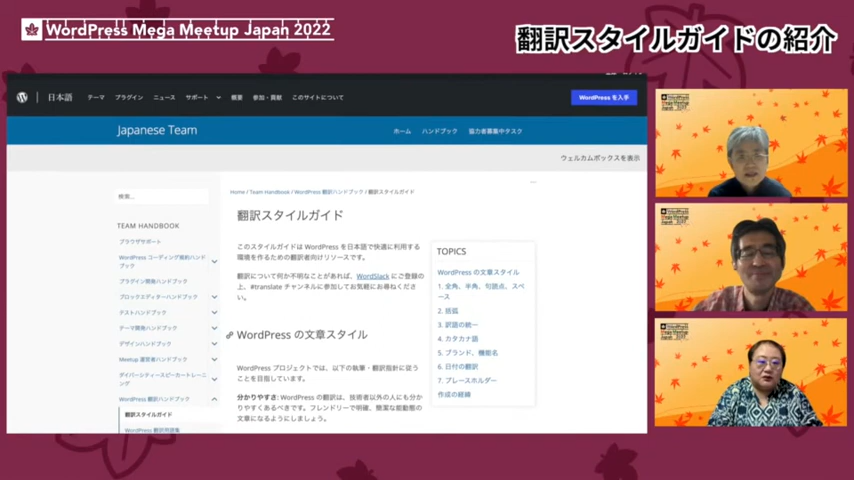 WordPress Mega Meetup Japan 2022
翻訳スタイルガイドの紹介
日本語
テーマ
プラグイン
ニュース
サポート
概要
参加・貢献
このサイトについて
WordPress を入手
Japanese Team
ホーム
ハンドブック
協力者募集中タスク
ウェルカムボックスを表示
検索...
TEAM HANDBOOK
ブラウザサポート
WordPress コーディング規約ハンドブック
プラグイン開発ハンドブック
ブロックエディターハンドブック
テストハンドブック
テーマ開発ハンドブック
デザインハンドブック
Meetup 運営者ハンドブック
ダイバーシティースピーカートレーニング
WordPress 翻訳ハンドブック
翻訳スタイルガイド
WordPress 翻訳用語集
Home / Team Handbook / WordPress 翻訳ハンドブック / 翻訳スタイルガイド
翻訳スタイルガイド
このスタイルガイドは WordPress を日本語で快適に利用する
環境を作るための翻訳者向けリソースです。
翻訳について何か不明なことがあれば、WordSlack にご登録の
上、#translate チャンネルに参加してお気軽にお尋ねくださ
い。
WordPress の文章スタイル
WordPress プロジェクトでは、以下の執筆・翻訳指針に従う
ことを目指しています。
分かりやすさ: WordPress の翻訳は、技術者以外の人にも分か
りやすくあるべきです。フレンドリーで明確、簡潔な能動態の
文章になるようにしましょう。
TOPICS
WordPress の文章スタイル
1. 全角、半角、句読点、スペ
ース
2. 括弧
3. 訳語の統一
4. カタカナ語
5. ブランド、機能名
6. 日付の翻訳
7. プレースホルダー
作成の経緯